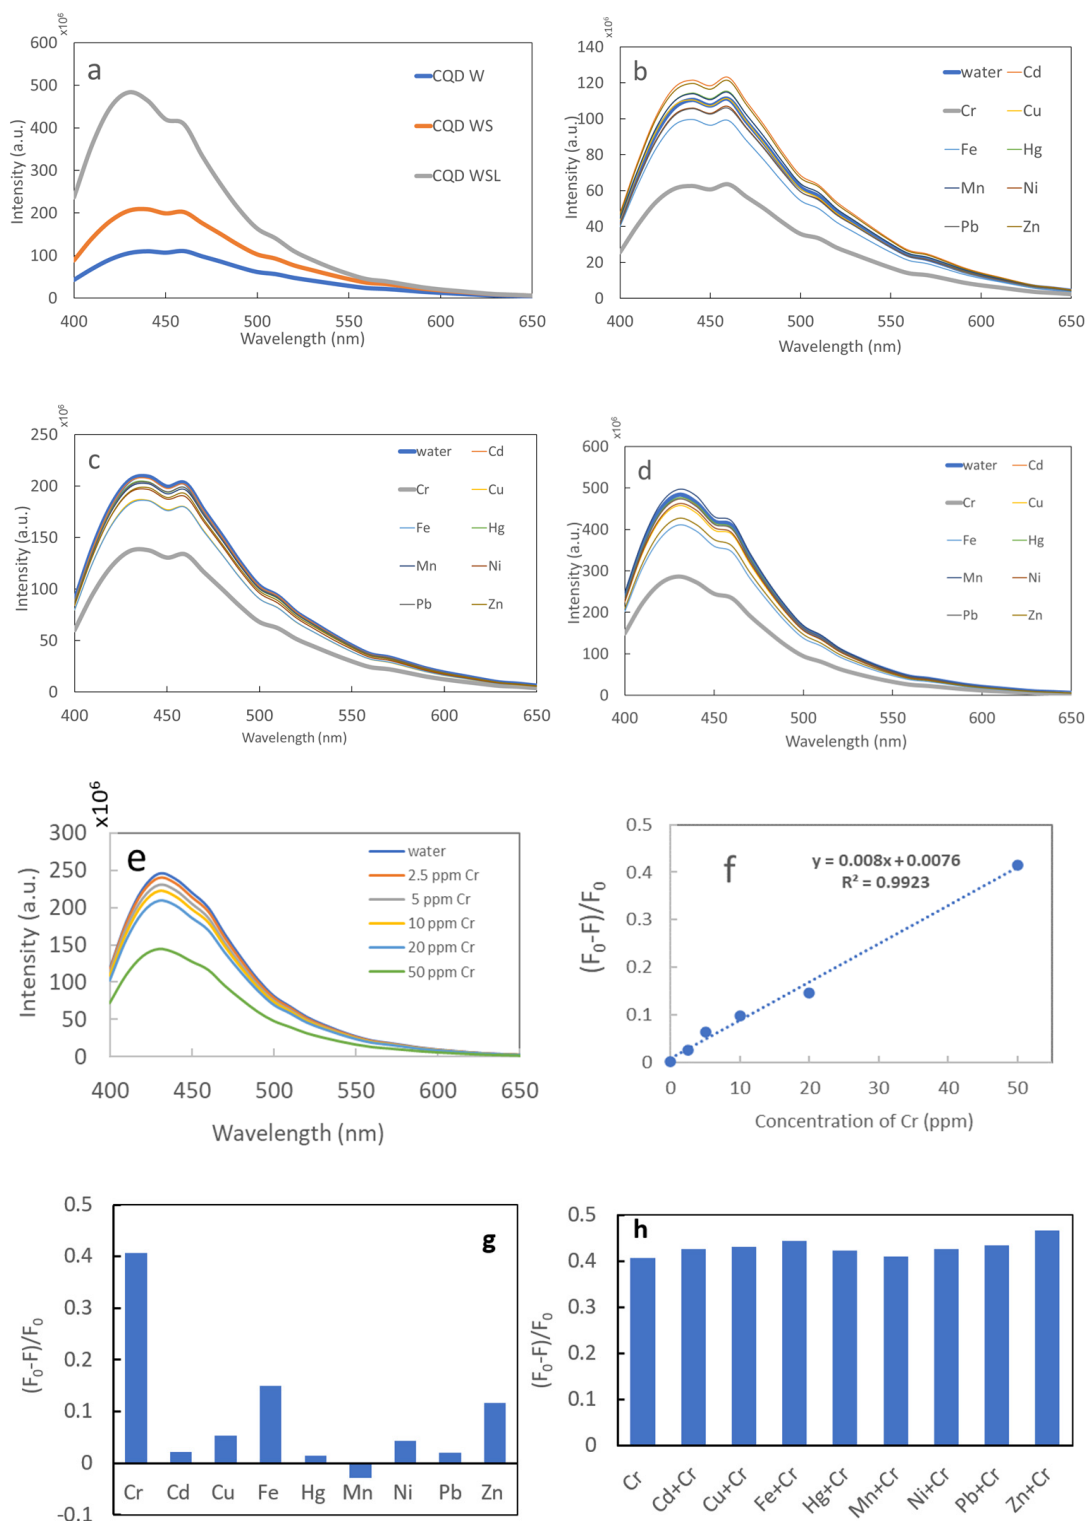 x10⁶
600
500
400
300
200
100
0
400
450
500
550
600
650
Intensity (a.u.)
Wavelength (nm)
a
CQD W
CQD WS
CQD WSL
x10⁶
140
120
100
80
60
40
20
0
400
450
500
550
600
650
Intensity (a.u.)
Wavelength (nm)
b
water
Cd
Cr
Cu
Fe
Hg
Mn
Ni
Pb
Zn
x10⁶
250
200
150
100
50
0
400
450
500
550
600
650
Intensity (a.u.)
Wavelength (nm)
c
water
Cd
Cr
Cu
Fe
Hg
Mn
Ni
Pb
Zn
x10⁶
600
500
400
300
200
100
0
400
450
500
550
600
650
Intensity (a.u.)
Wavelength (nm)
d
water
Cd
Cr
Cu
Fe
Hg
Mn
Ni
Pb
Zn
x10⁶
300
250
200
150
100
50
0
400
450
500
550
600
650
Intensity (a.u.)
Wavelength (nm)
e
water
2.5 ppm Cr
5 ppm Cr
10 ppm Cr
20 ppm Cr
50 ppm Cr
0.5
0.4
0.3
0.2
0.1
0
0
10
20
30
40
50
(F₀-F)/F₀
Concentration of Cr (ppm)
f
y = 0.008x + 0.0076
R² = 0.9923
0.5
0.4
0.3
0.2
0.1
0
-0.1
(F₀-F)/F₀
g
Cr
Cd
Cu
Fe
Hg
Mn
Ni
Pb
Zn
0.5
0.4
0.3
0.2
0.1
0
(F₀-F)/F₀
h
Cr
Cd+Cr
Cu+Cr
Fe+Cr
Hg+Cr
Mn+Cr
Ni+Cr
Pb+Cr
Zn+Cr